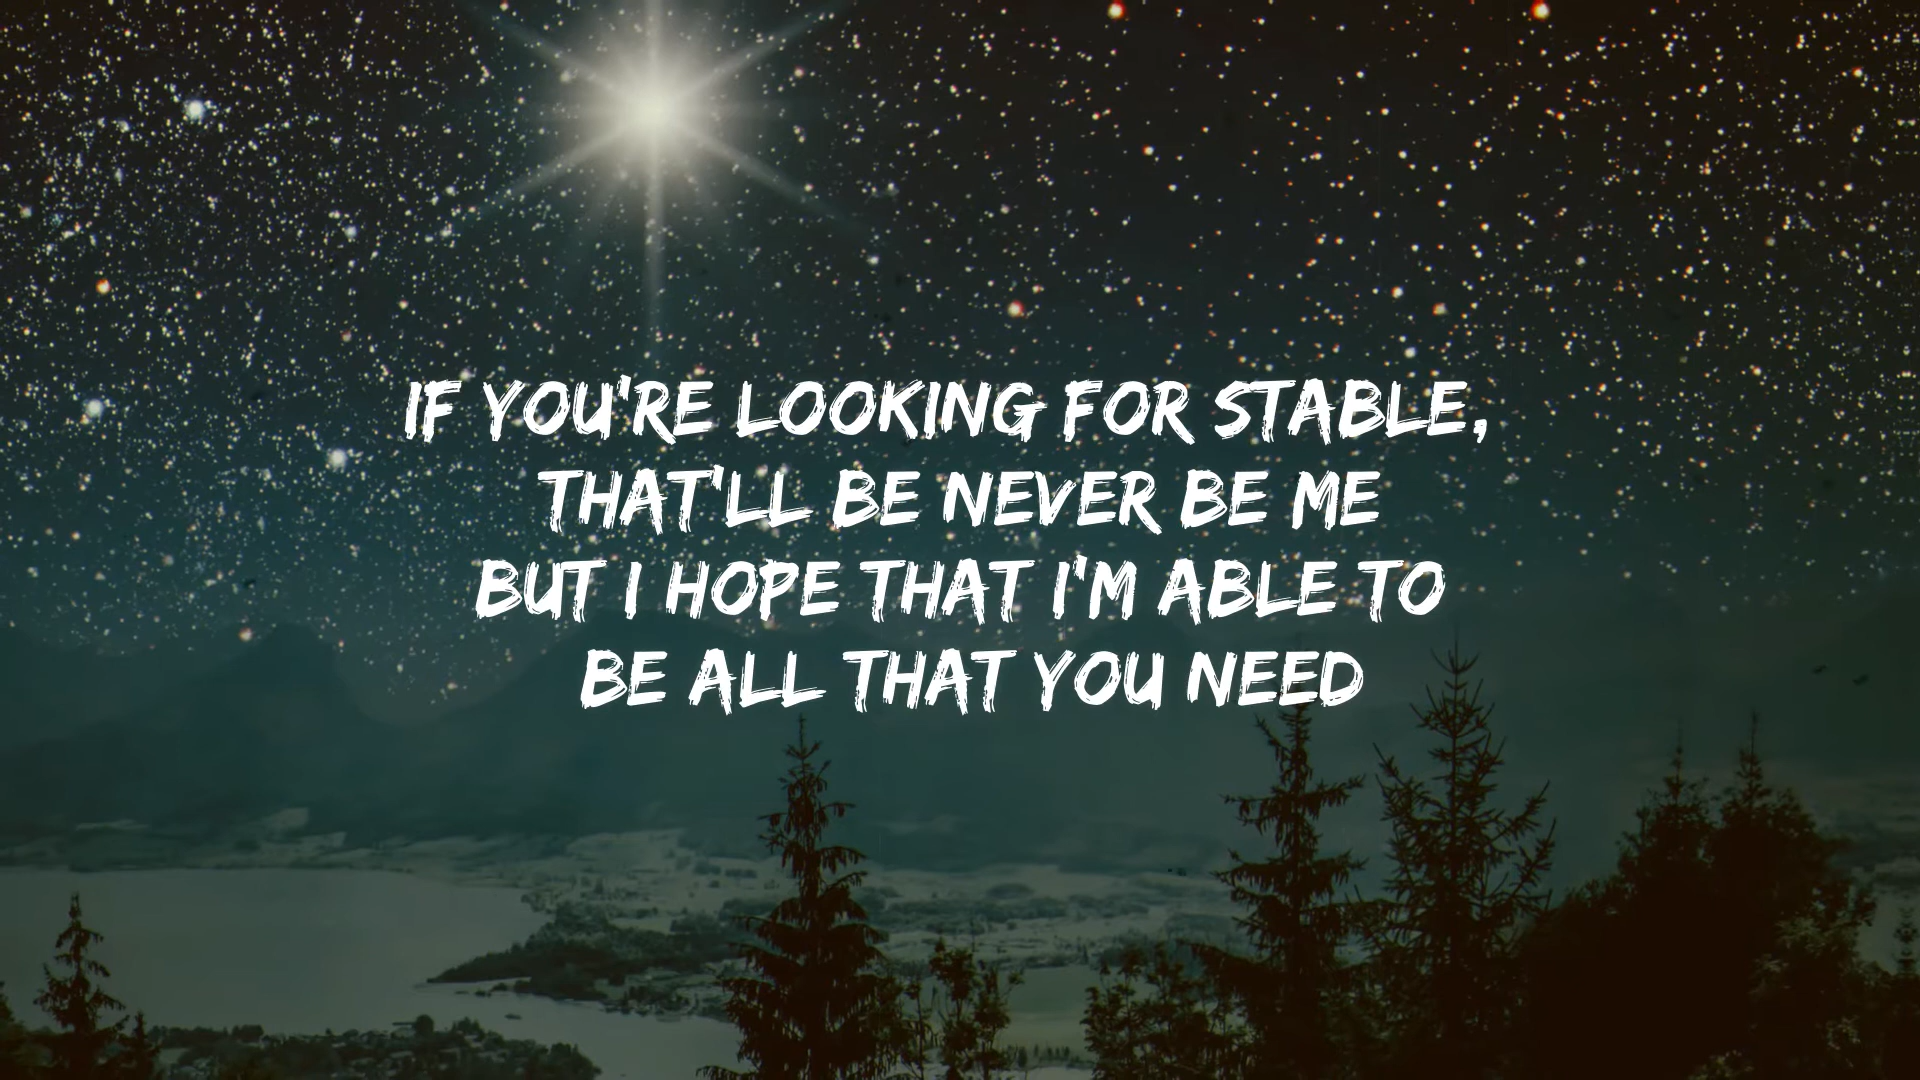 IF YOU'RE LOOKING FOR STABLE,
THAT'LL BE NEVER BE ME
BUT I HOPE THAT I'M ABLE TO
BE ALL THAT YOU NEED